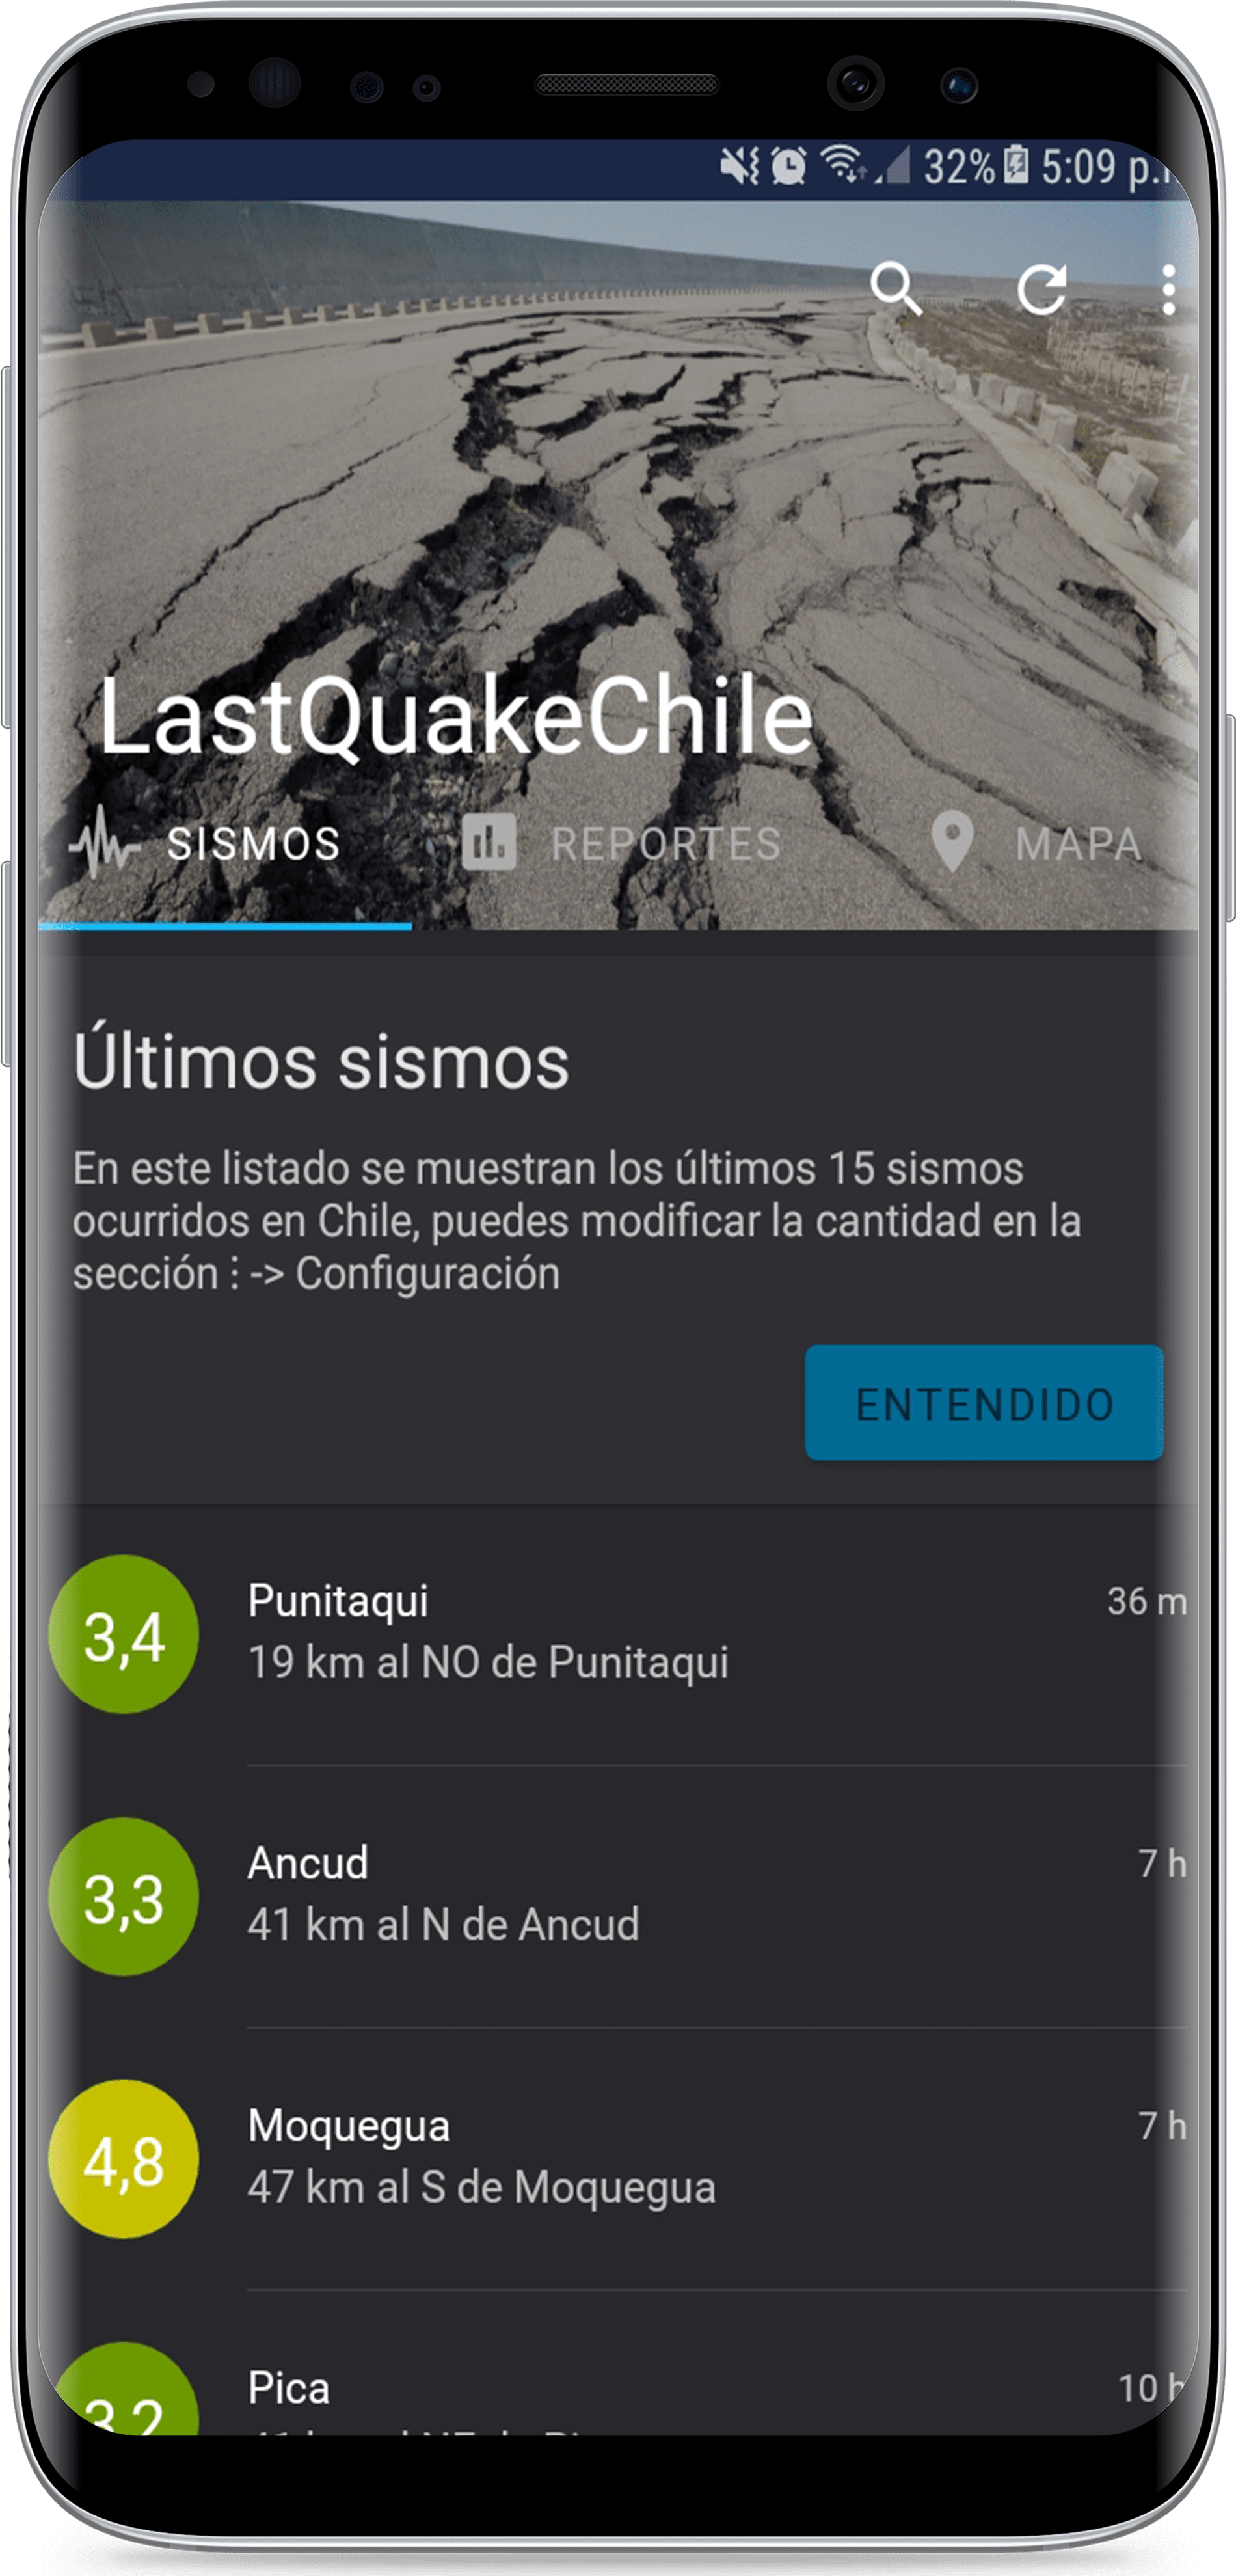 32% 5:09
LastQuakeChile
SISMOS REPORTES MAPA
Últimos sismos
En este listado se muestran los últimos 15 sismos
ocurridos en Chile, puedes modificar la cantidad en la
sección ⋮ -> Configuración
ENTENDIDO
3,4 Punitaqui 36 m
19 km al NO de Punitaqui
3,3 Ancud 7 h
41 km al N de Ancud
4,8 Moquegua 7 h
47 km al S de Moquegua
3,2 Pica 10 h